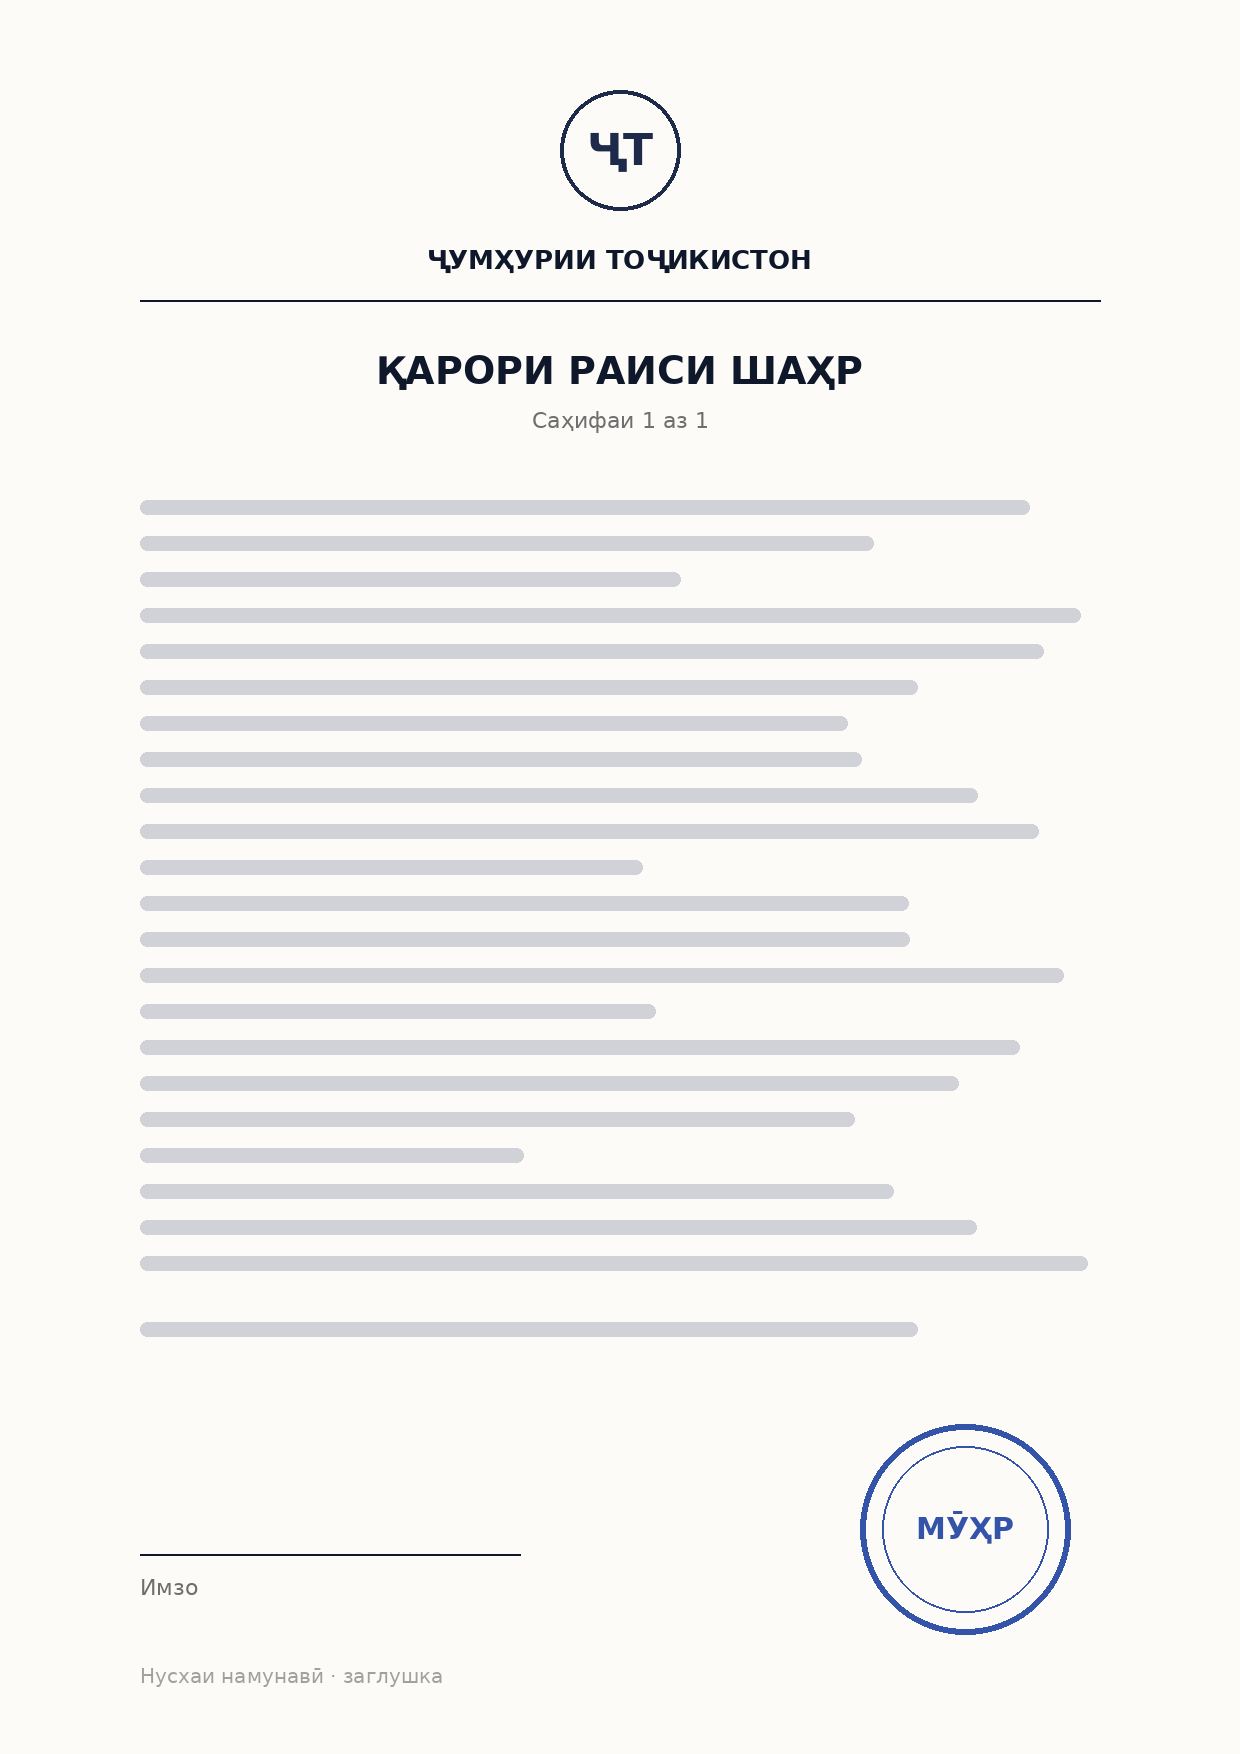 ҶТ
ҶУМҲУРИИ ТОҶИКИСТОН
ҚАРОРИ РАИСИ ШАҲР
Саҳифаи 1 аз 1
МӮҲР
Имзо
Нусхаи намунавӣ · заглушка